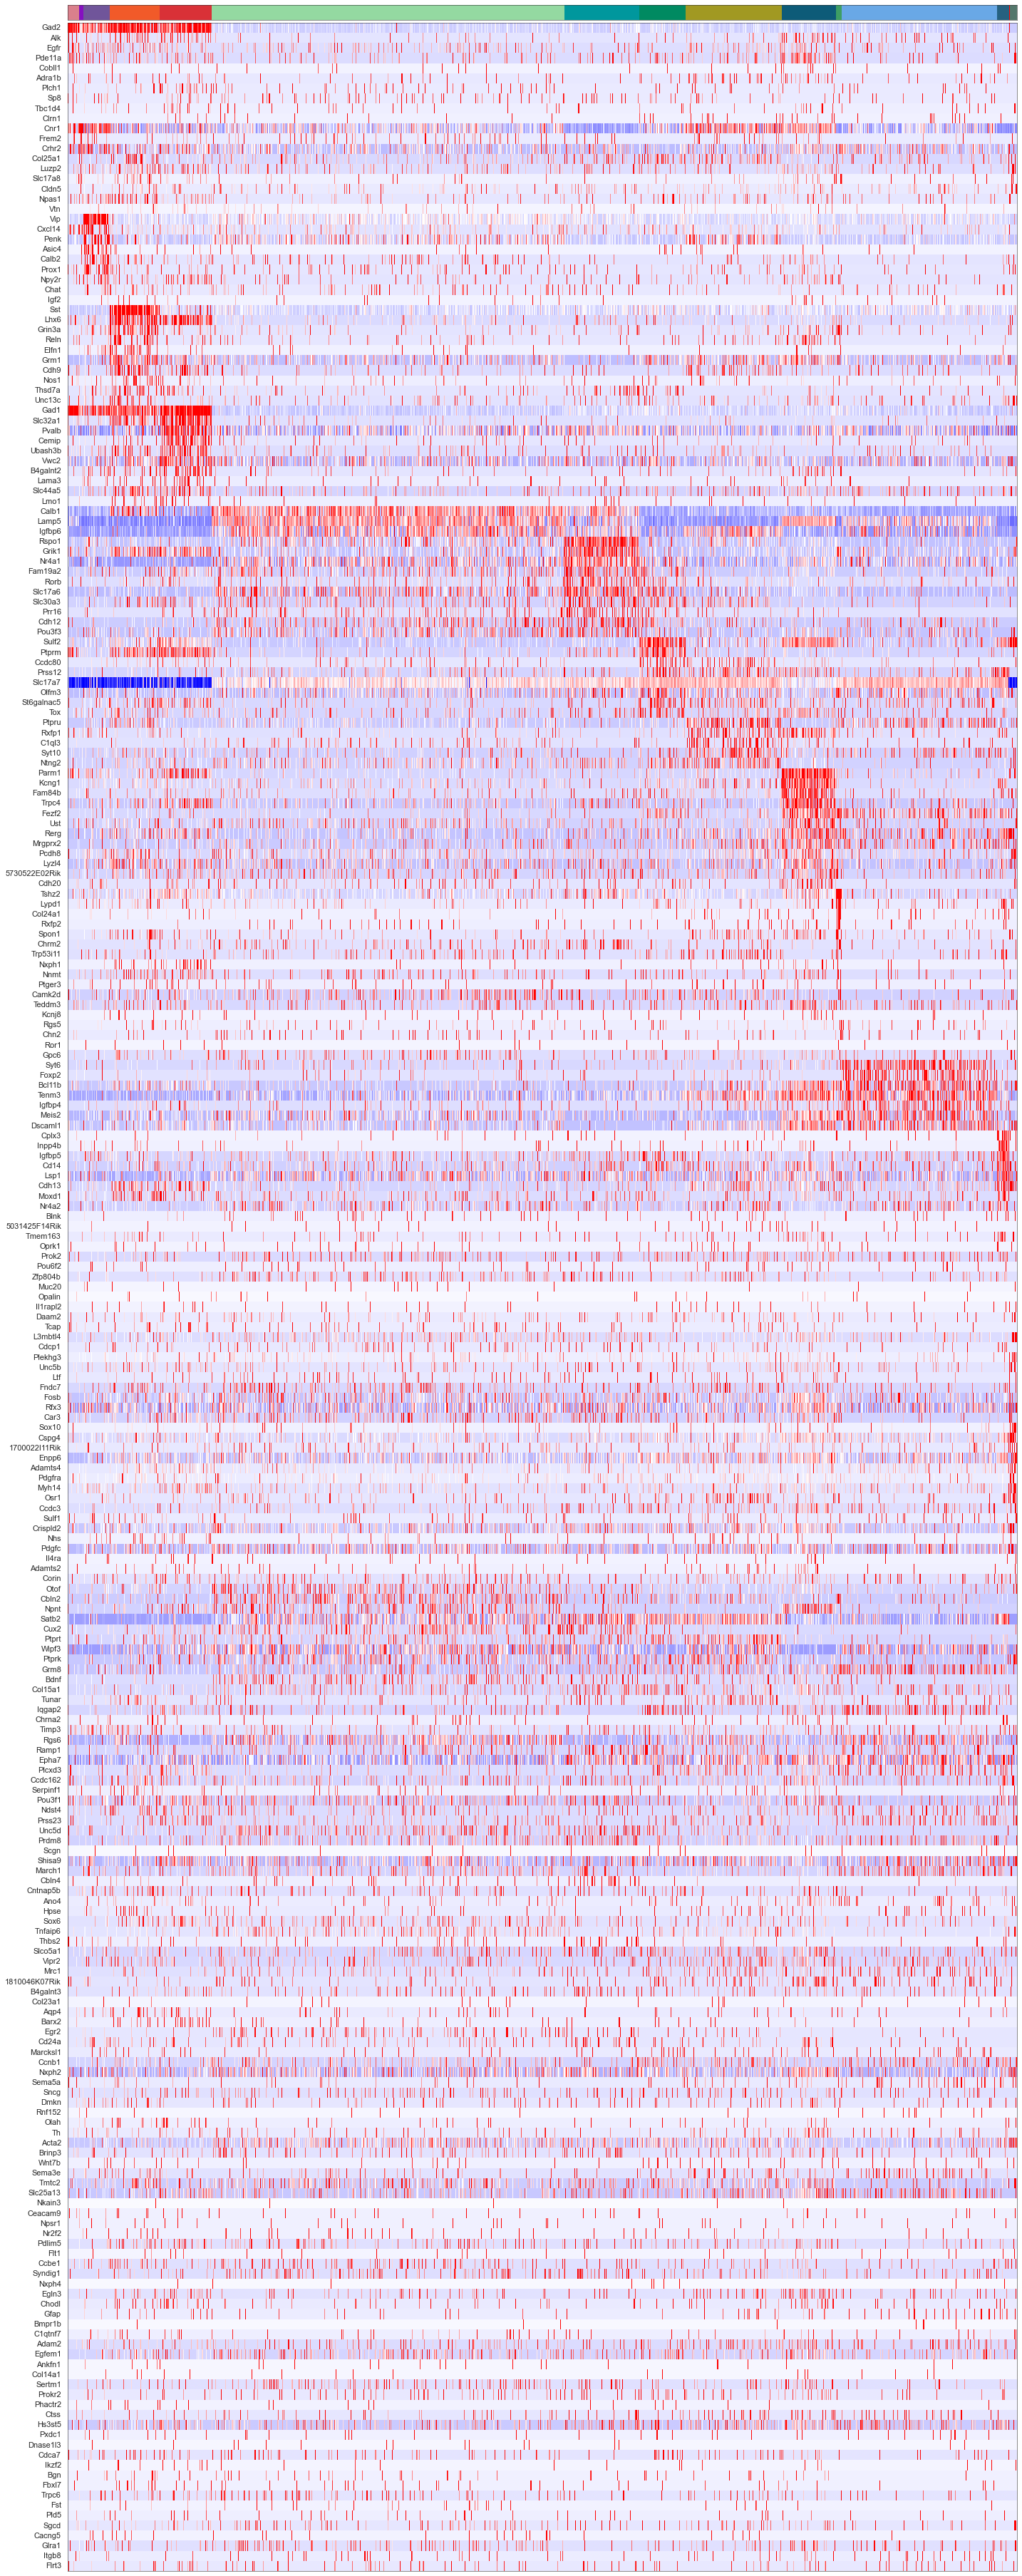 Gad2
Alk
Egfr
Pde11a
Cobll1
Adra1b
Plch1
Sp8
Tbc1d4
Clrn1
Cnr1
Frem2
Crhr2
Col25a1
Luzp2
Slc17a8
Cldn5
Npas1
Vtn
Vip
Cxcl14
Penk
Asic4
Calb2
Prox1
Npy2r
Chat
Igf2
Sst
Lhx6
Grin3a
Reln
Elfn1
Grm1
Cdh9
Nos1
Thsd7a
Unc13c
Gad1
Slc32a1
Pvalb
Cemip
Ubash3b
Vwc2
B4galnt2
Lama3
Slc44a5
Lmo1
Calb1
Lamp5
Igfbp6
Rspo1
Grik1
Nr4a1
Fam19a2
Rorb
Slc17a6
Slc30a3
Prr16
Cdh12
Pou3f3
Sulf2
Ptprm
Ccdc80
Prss12
Slc17a7
Olfm3
St6galnac5
Tox
Ptpru
Rxfp1
C1ql3
Syt10
Ntng2
Parm1
Kcng1
Fam84b
Trpc4
Fezf2
Ust
Rerg
Mrgprx2
Pcdh8
Lyzl4
5730522E02Rik
Cdh20
Tshz2
Lypd1
Col24a1
Rxfp2
Spon1
Chrm2
Trp53i11
Nxph1
Nnmt
Ptger3
Camk2d
Teddm3
Kcnj8
Rgs5
Chn2
Ror1
Gpc6
Syt6
Foxp2
Bcl11b
Tenm3
Igfbp4
Meis2
Dscaml1
Cplx3
Inpp4b
Igfbp5
Cd14
Lsp1
Cdh13
Moxd1
Nr4a2
Blnk
5031425F14Rik
Tmem163
Oprk1
Prok2
Pou6f2
Zfp804b
Muc20
Opalin
Il1rapl2
Daam2
Tcap
L3mbtl4
Cdcp1
Plekhg3
Unc5b
Ltf
Fndc7
Fosb
Rfx3
Car3
Sox10
Cspg4
1700022I11Rik
Enpp6
Adamts4
Pdgfra
Myh14
Osr1
Ccdc3
Sulf1
Crispld2
Nhs
Pdgfc
Il4ra
Adamts2
Corin
Otof
Cbln2
Npnt
Satb2
Cux2
Ptprt
Wipf3
Ptprk
Grm8
Bdnf
Col15a1
Tunar
Iqgap2
Chrna2
Timp3
Rgs6
Ramp1
Epha7
Plcxd3
Ccdc162
Serpinf1
Pou3f1
Ndst4
Prss23
Unc5d
Prdm8
Scgn
Shisa9
March1
Cbln4
Cntnap5b
Ano4
Hpse
Sox6
Tnfaip6
Thbs2
Slco5a1
Vipr2
Mrc1
1810046K07Rik
B4galnt3
Col23a1
Aqp4
Barx2
Egr2
Cd24a
Marcksl1
Ccnb1
Nxph2
Sema5a
Sncg
Dmkn
Rnf152
Olah
Th
Acta2
Brinp3
Wnt7b
Sema3e
Tmtc2
Slc25a13
Nkain3
Ceacam9
Npsr1
Nr2f2
Pdlim5
Flt1
Ccbe1
Syndig1
Nxph4
Egln3
Chodl
Gfap
Bmpr1b
C1qtnf7
Adam2
Egfem1
Ankfn1
Col14a1
Sertm1
Prokr2
Phactr2
Ctss
Hs3st5
Pxdc1
Dnase1l3
Cdca7
Ikzf2
Bgn
Fbxl7
Trpc6
Fst
Pld5
Sgcd
Cacng5
Glra1
Itgb8
Flrt3